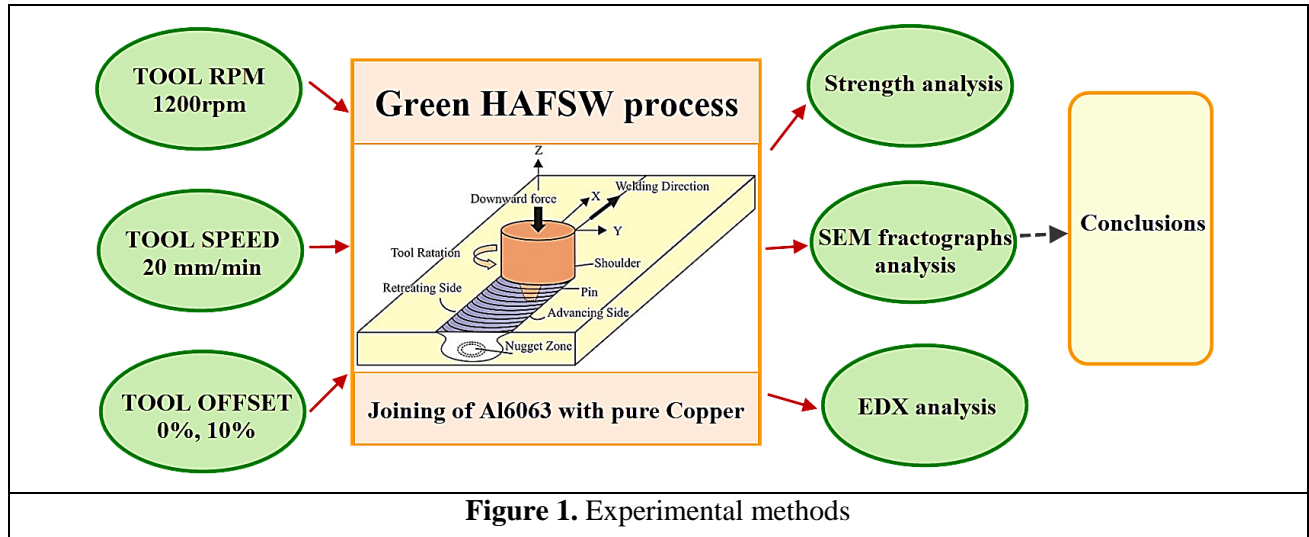 TOOL RPM
1200rpm
TOOL SPEED
20 mm/min
TOOL OFFSET
0%, 10%
Green HAFSW process
Z
Welding Direction
X
Downward force
Y
Tool Ratation
Shoulder
Retreating Side
Pin
Advancing Side
Nugget Zone
Joining of Al6063 with pure Copper
Strength analysis
SEM fractographs
analysis
EDX analysis
Conclusions
Figure 1. Experimental methods